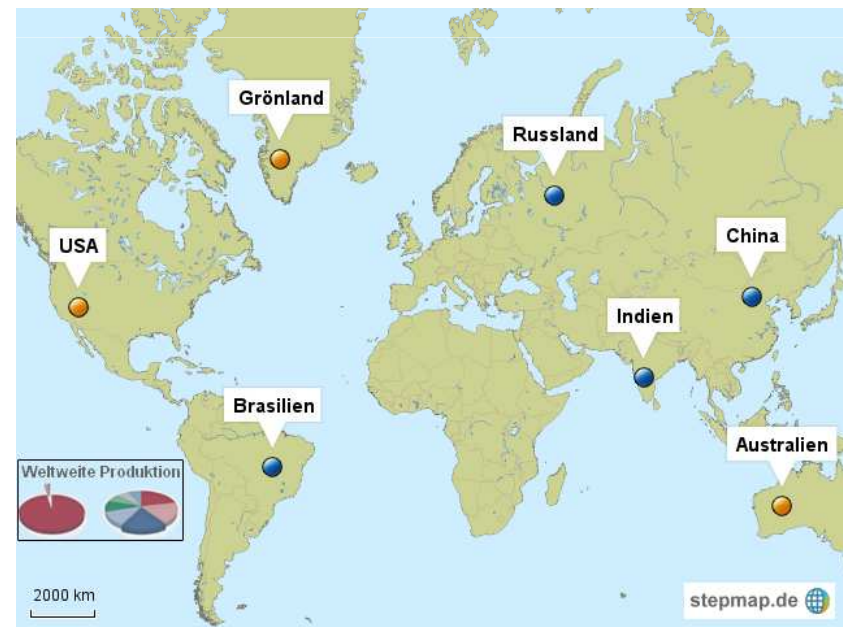 Grönland
Russland
USA
China
Indien
Brasilien
Australien
Weltweite Produktion
2000 km
stepmap.de